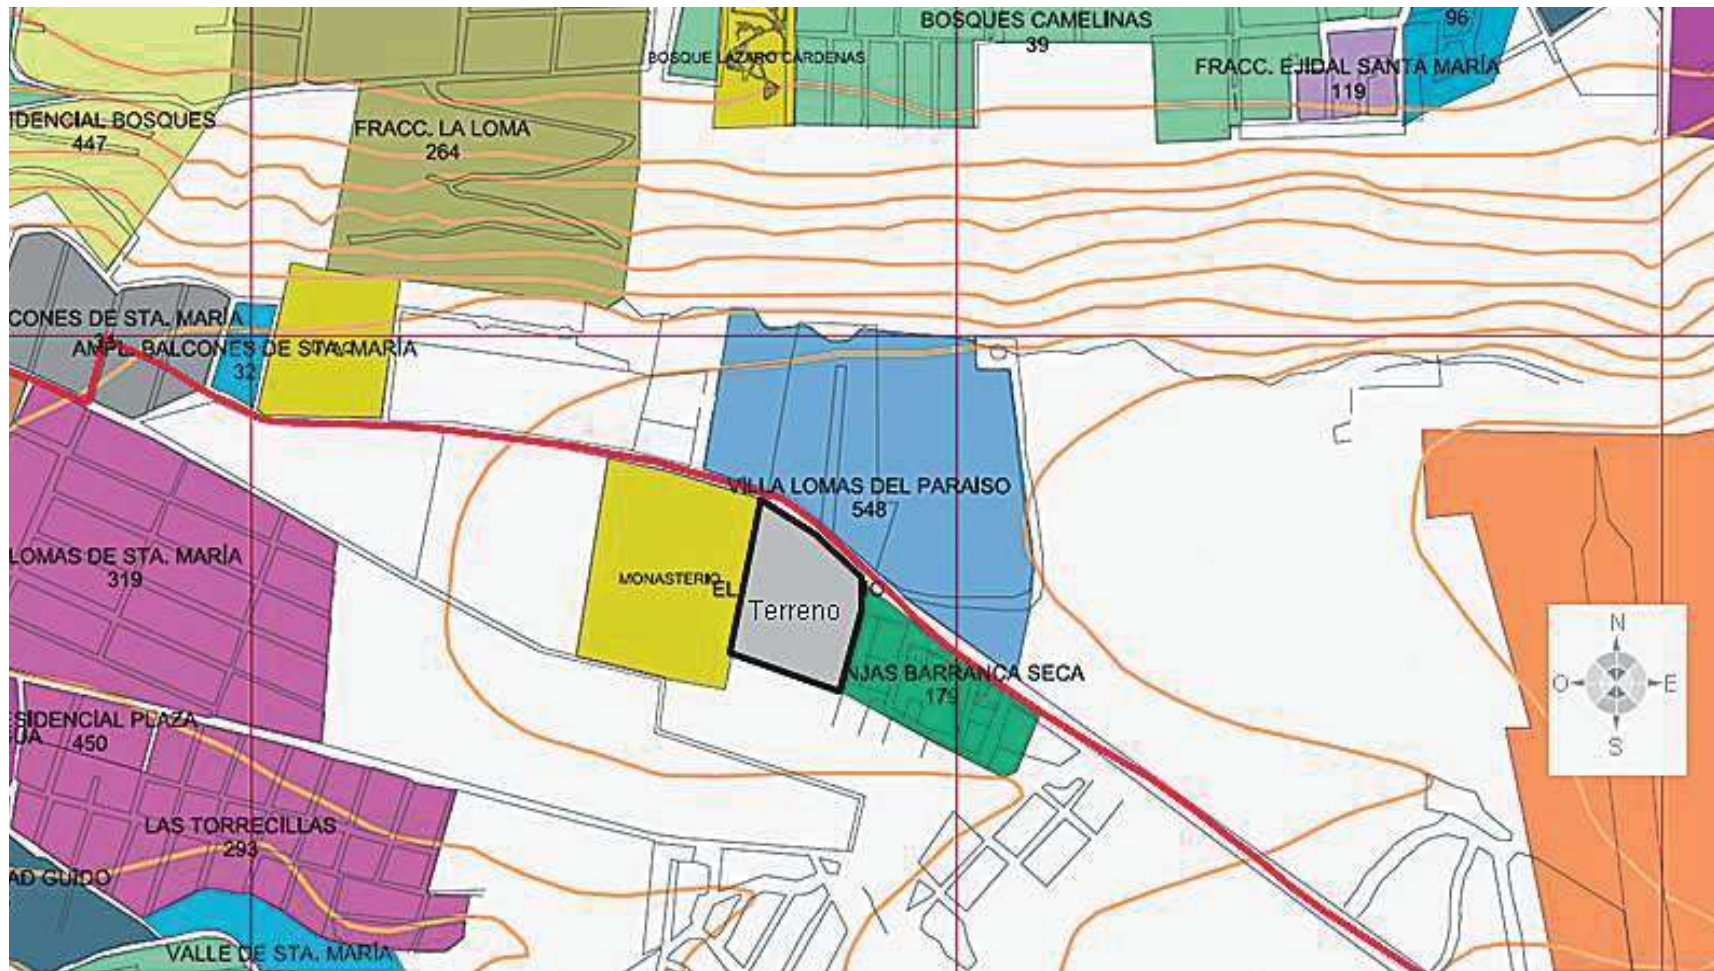 BOSQUES CAMELINAS
39
96
BOSQUE LAZARO CARDENAS
FRACC. EJIDAL SANTA MARÍA
119
IDENCIAL BOSQUES
447
FRACC. LA LOMA
264
CONES DE STA. MARÍA
AMPL. BALCONES DE STA. MARÍA
32
VILLA LOMAS DEL PARAISO
548
LOMAS DE STA. MARÍA
319
MONASTERIO
EL
Terreno
NJAS BARRANCA SECA
179
N
O
E
S
ESIDENCIAL PLAZA
450
LAS TORRECILLAS
293
AD GUIDO
VALLE DE STA. MARÍA